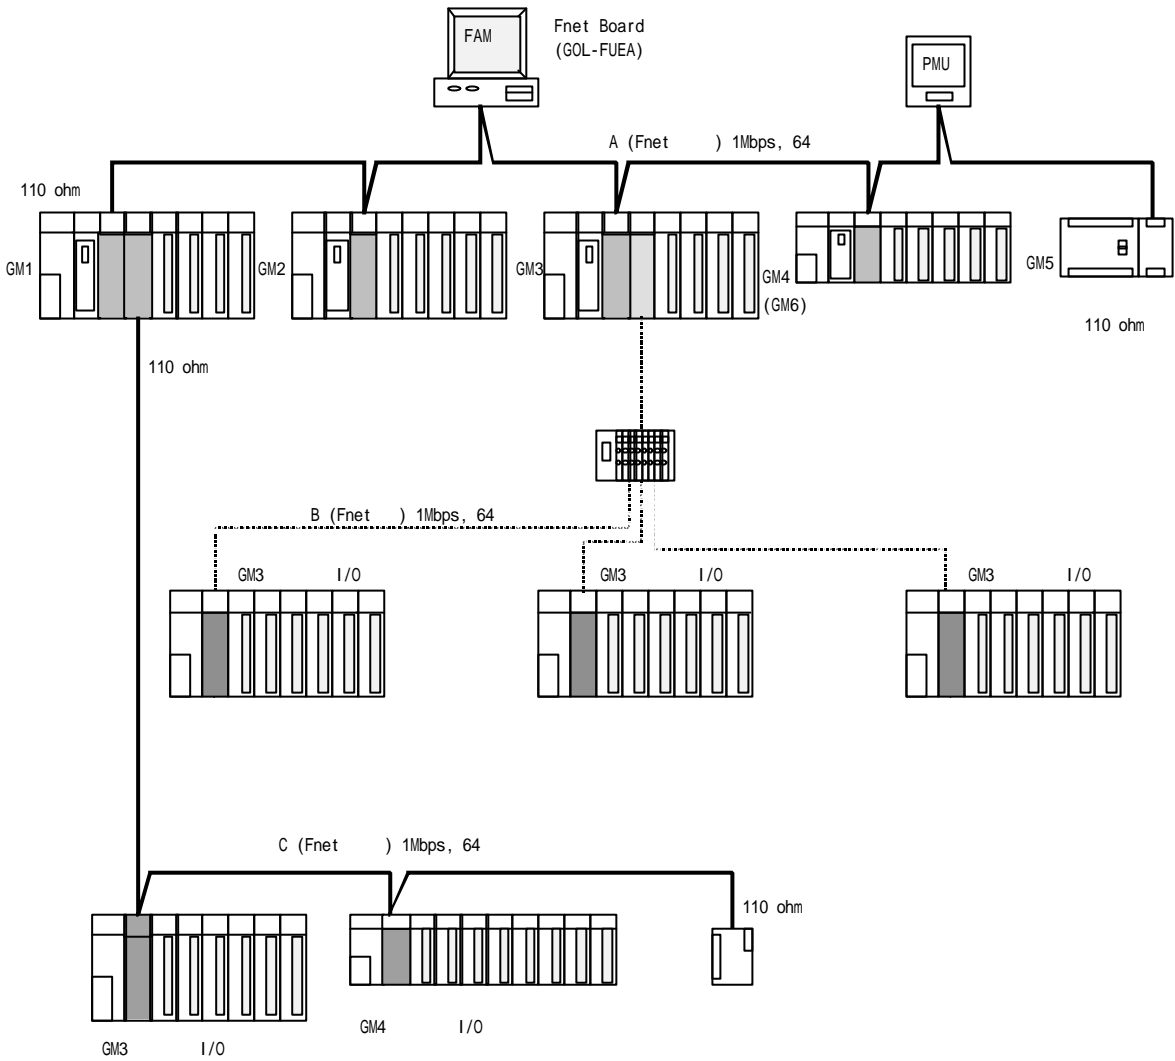 FAM
Fnet Board
(GOL-FUEA)
PMU
A (Fnet ) 1Mbps, 64
110 ohm
GM1
GM2
GM3
GM4
(GM6)
GM5
110 ohm
110 ohm
B (Fnet ) 1Mbps, 64
GM3 I/O
GM3 I/O
GM3 I/O
C (Fnet ) 1Mbps, 64
110 ohm
GM4 I/O
GM3 I/O